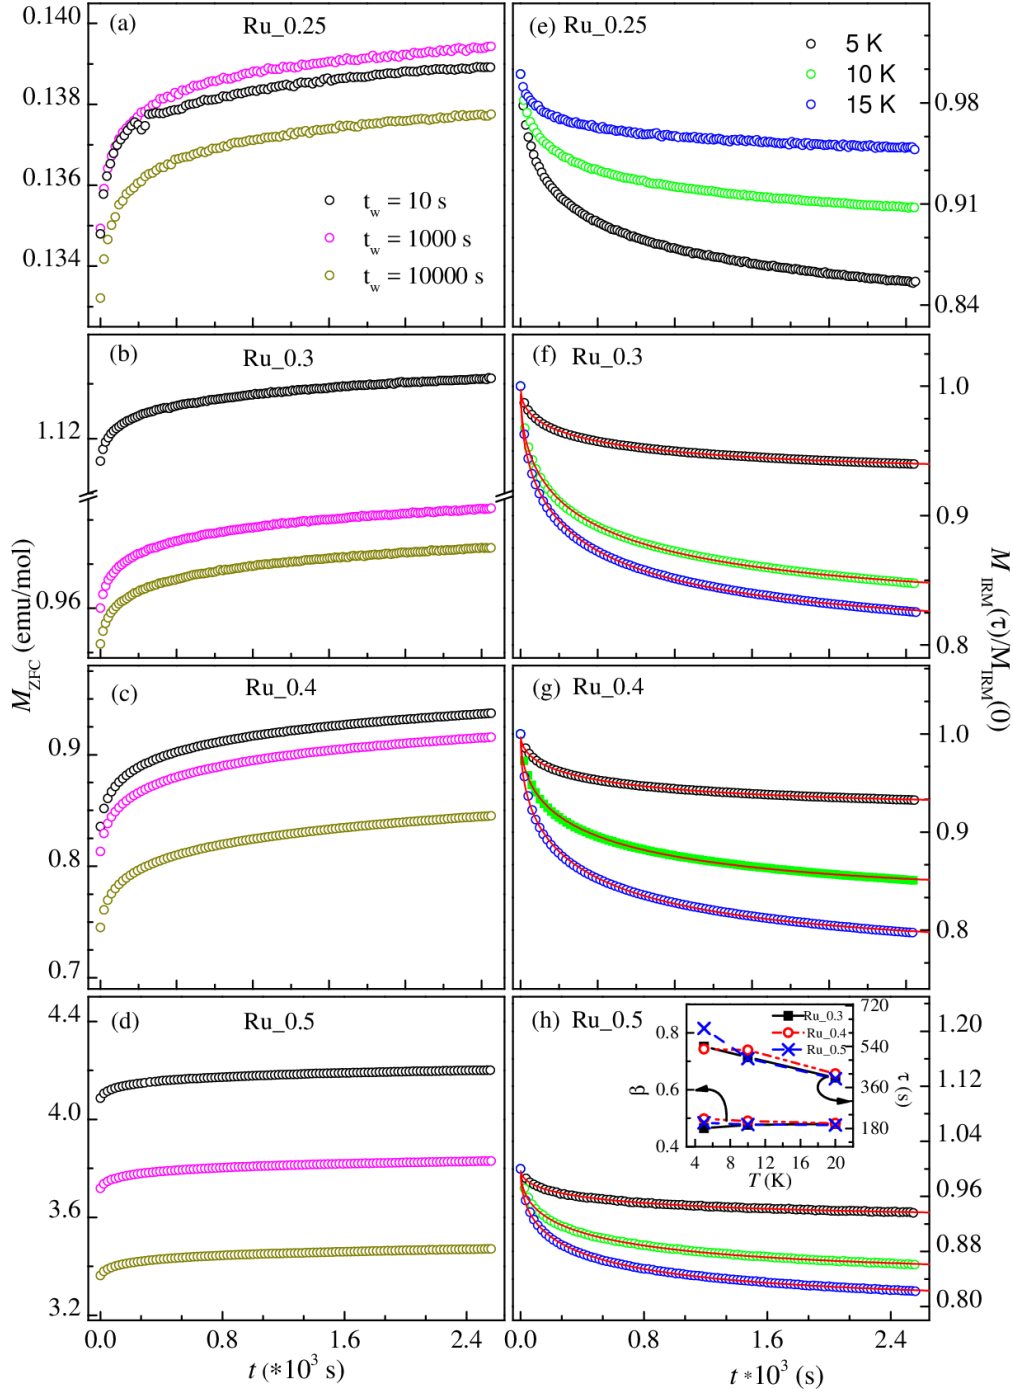 (a) Ru_0.25
0.140
0.138
0.136
0.134
t_w = 10 s
t_w = 1000 s
t_w = 10000 s
(e) Ru_0.25
5 K
10 K
15 K
0.98
0.91
0.84
(b) Ru_0.3
1.12
0.96
(f) Ru_0.3
1.0
0.9
0.8
M_ZFC (emu/mol)
M_IRM(τ)/M_IRM(0)
(c) Ru_0.4
0.9
0.8
0.7
(g) Ru_0.4
1.0
0.9
0.8
(d) Ru_0.5
4.4
4.0
3.6
3.2
0.0 0.8 1.6 2.4
t (*10³ s)
(h) Ru_0.5
Ru_0.3
Ru_0.4
Ru_0.5
0.8
0.6
0.4
β
720
540
360
180
τ (s)
4 8 12 16 20
T (K)
1.20
1.12
1.04
0.96
0.88
0.80
0.0 0.8 1.6 2.4
t *10³ (s)